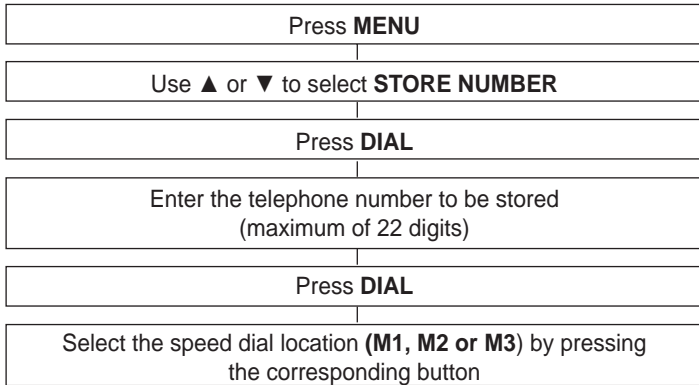 Press MENU
Use ▲ or ▼ to select STORE NUMBER
Press DIAL
Enter the telephone number to be stored
(maximum of 22 digits)
Press DIAL
Select the speed dial location (M1, M2 or M3) by pressing
the corresponding button